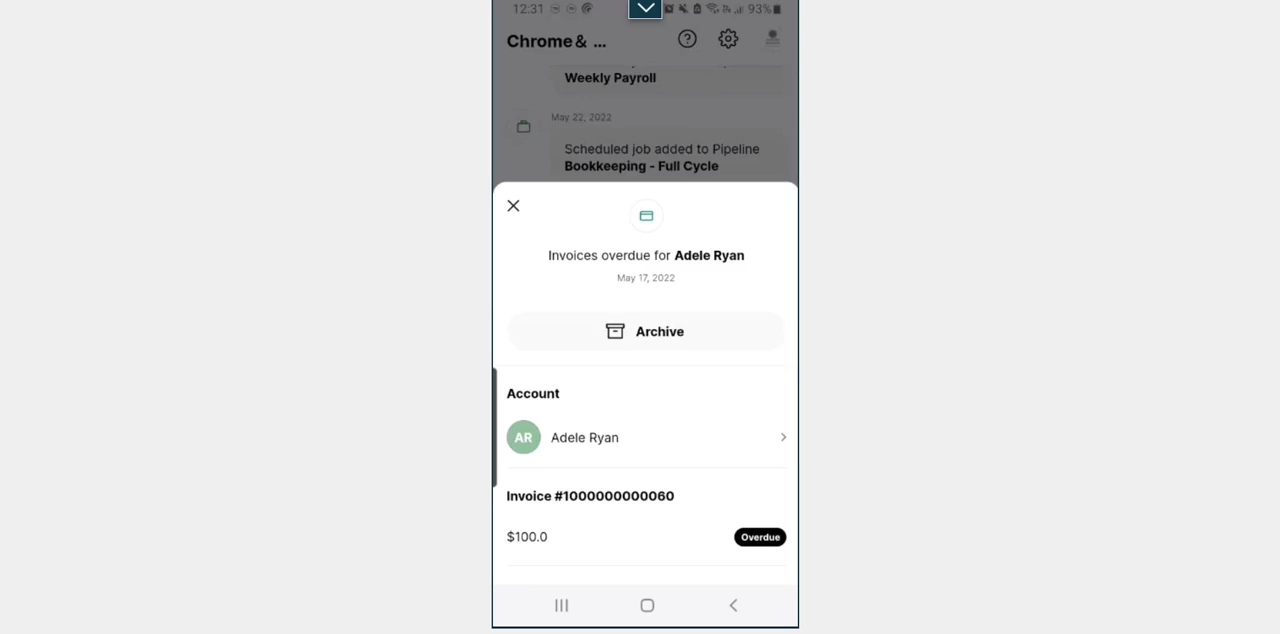 12:31
93%
Chrome & ...
Weekly Payroll
May 22, 2022
Scheduled job added to Pipeline
Bookkeeping - Full Cycle
Invoices overdue for Adele Ryan
May 17, 2022
Archive
Account
AR Adele Ryan
Invoice #1000000000060
$100.0
Overdue